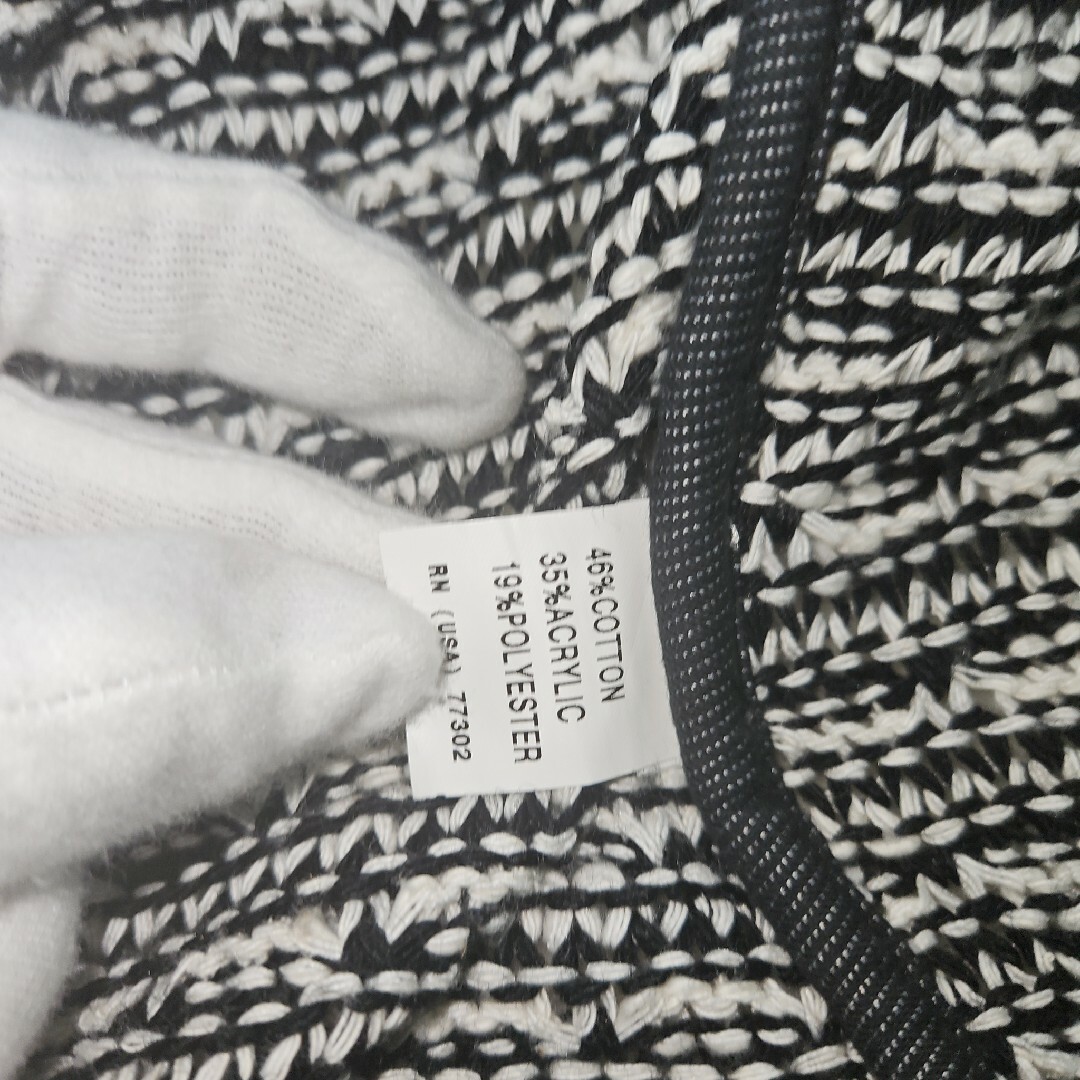 46%COTTON
35%ACRYLIC
19%POLYESTER
RN (USA) 77302